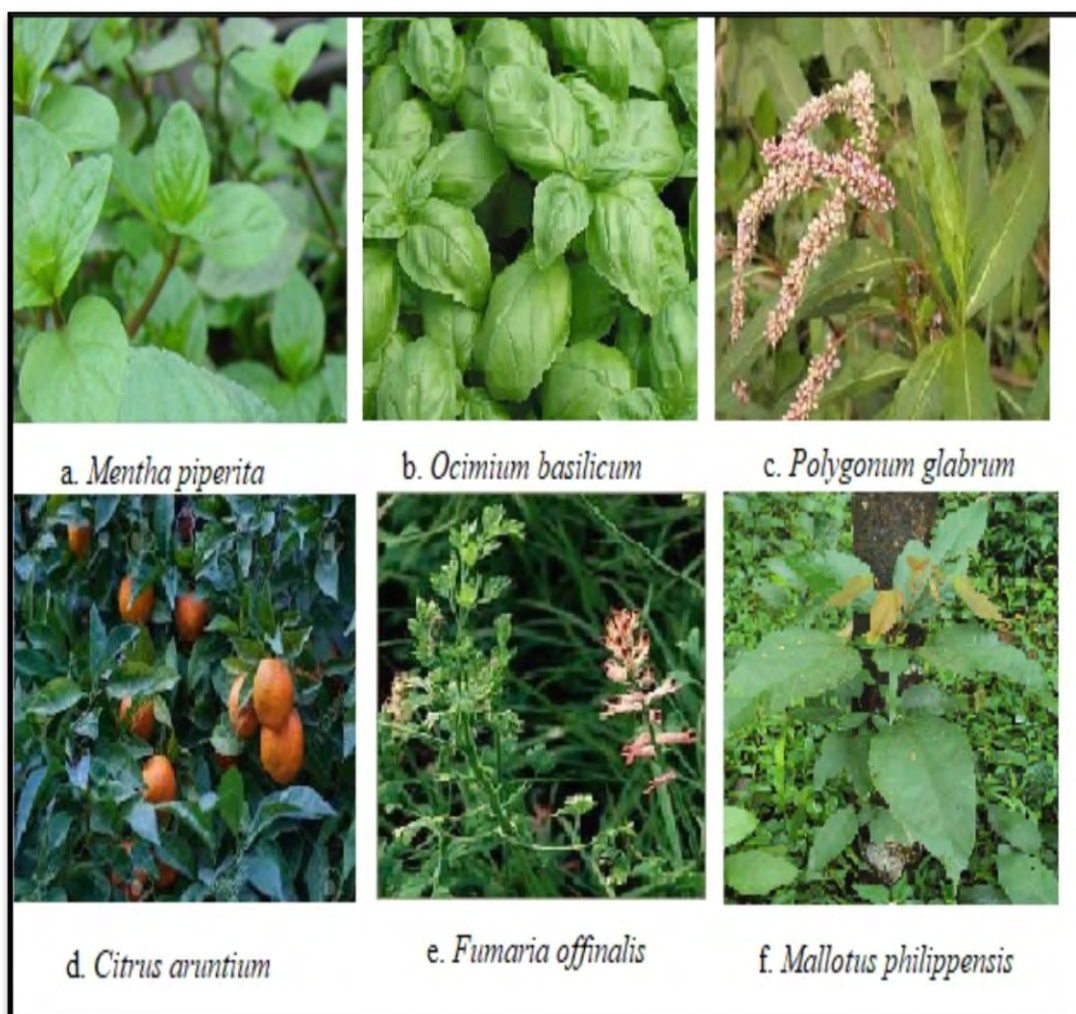 a. Mentha piperita
b. Ocimium basilicum
c. Polygonum glabrum
d. Citrus aruntium
e. Fumaria offinalis
f. Mallotus philippensis